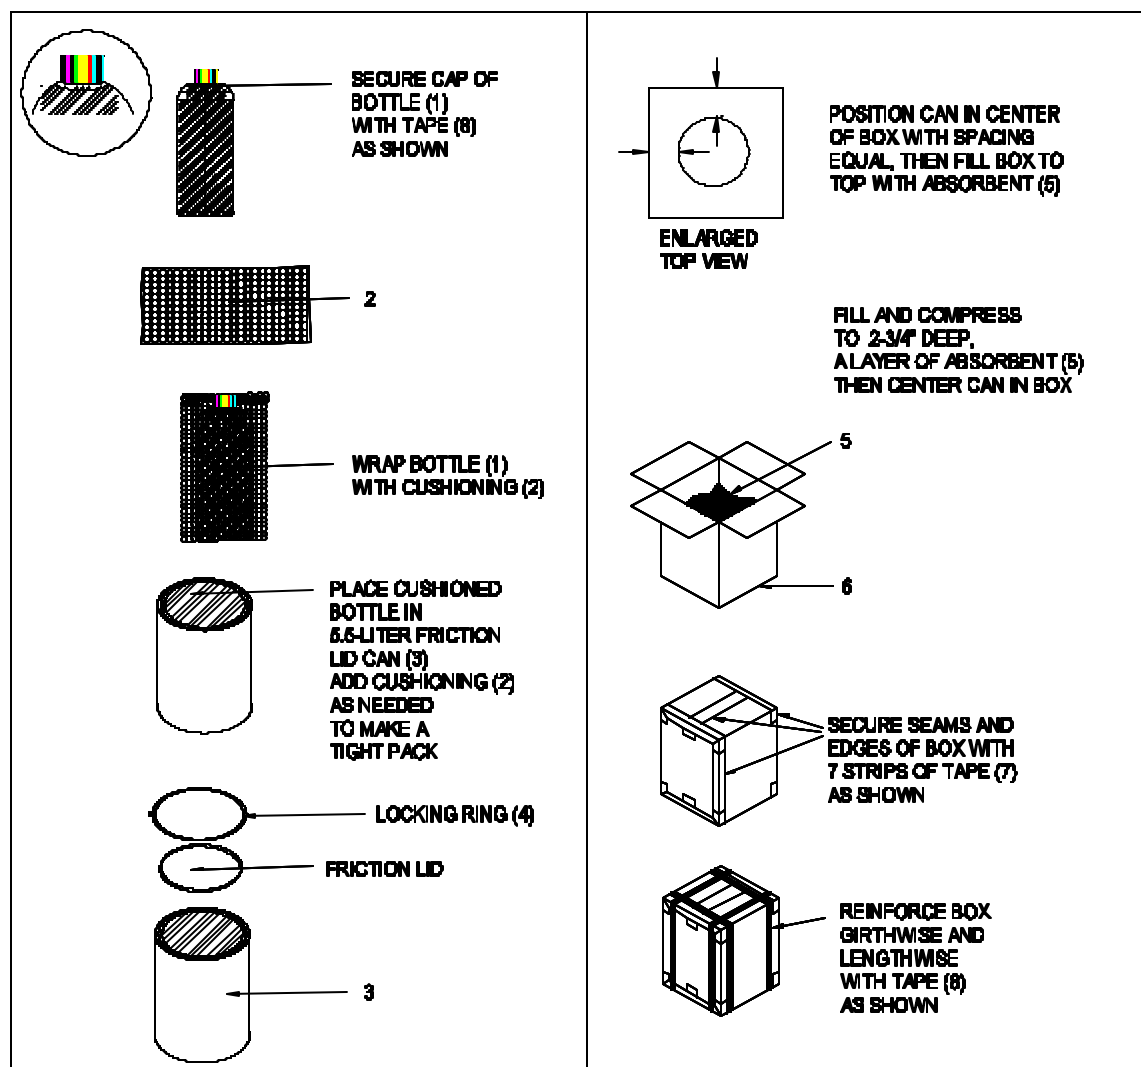 SECURE CAP OF
BOTTLE (1)
WITH TAPE (8)
AS SHOWN
2
WRAP BOTTLE (1)
WITH CUSHIONING (2)
PLACE CUSHIONED
BOTTLE IN
5.5-LITER FRICTION
LID CAN (3)
ADD CUSHIONING (2)
AS NEEDED
TO MAKE A
TIGHT PACK
LOCKING RING (4)
FRICTION LID
3
POSITION CAN IN CENTER
OF BOX WITH SPACING
EQUAL, THEN FILL BOX TO
TOP WITH ABSORBENT (5)
ENLARGED
TOP VIEW
FILL AND COMPRESS
TO 2-3/4" DEEP,
A LAYER OF ABSORBENT (5)
THEN CENTER CAN IN BOX
5
6
SECURE SEAMS AND
EDGES OF BOX WITH
7 STRIPS OF TAPE (7)
AS SHOWN
REINFORCE BOX
GIRTHWISE AND
LENGTHWISE
WITH TAPE (8)
AS SHOWN